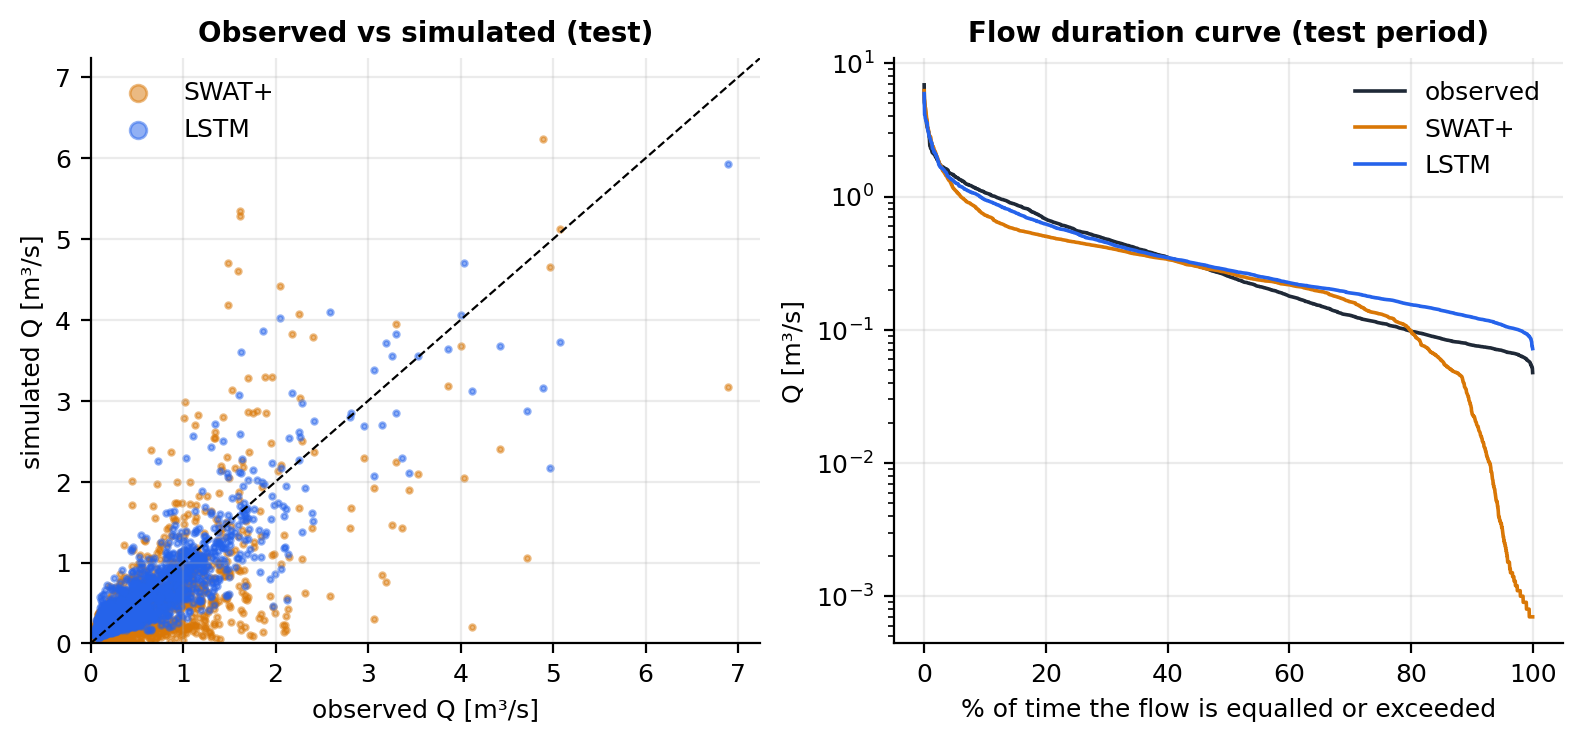 Observed vs simulated (test)
SWAT+
LSTM
7
6
5
4
3
2
1
0
simulated Q [m³/s]
0 1 2 3 4 5 6 7
observed Q [m³/s]
Flow duration curve (test period)
observed
SWAT+
LSTM
10¹
10⁰
10⁻¹
10⁻²
10⁻³
Q [m³/s]
0 20 40 60 80 100
% of time the flow is equalled or exceeded